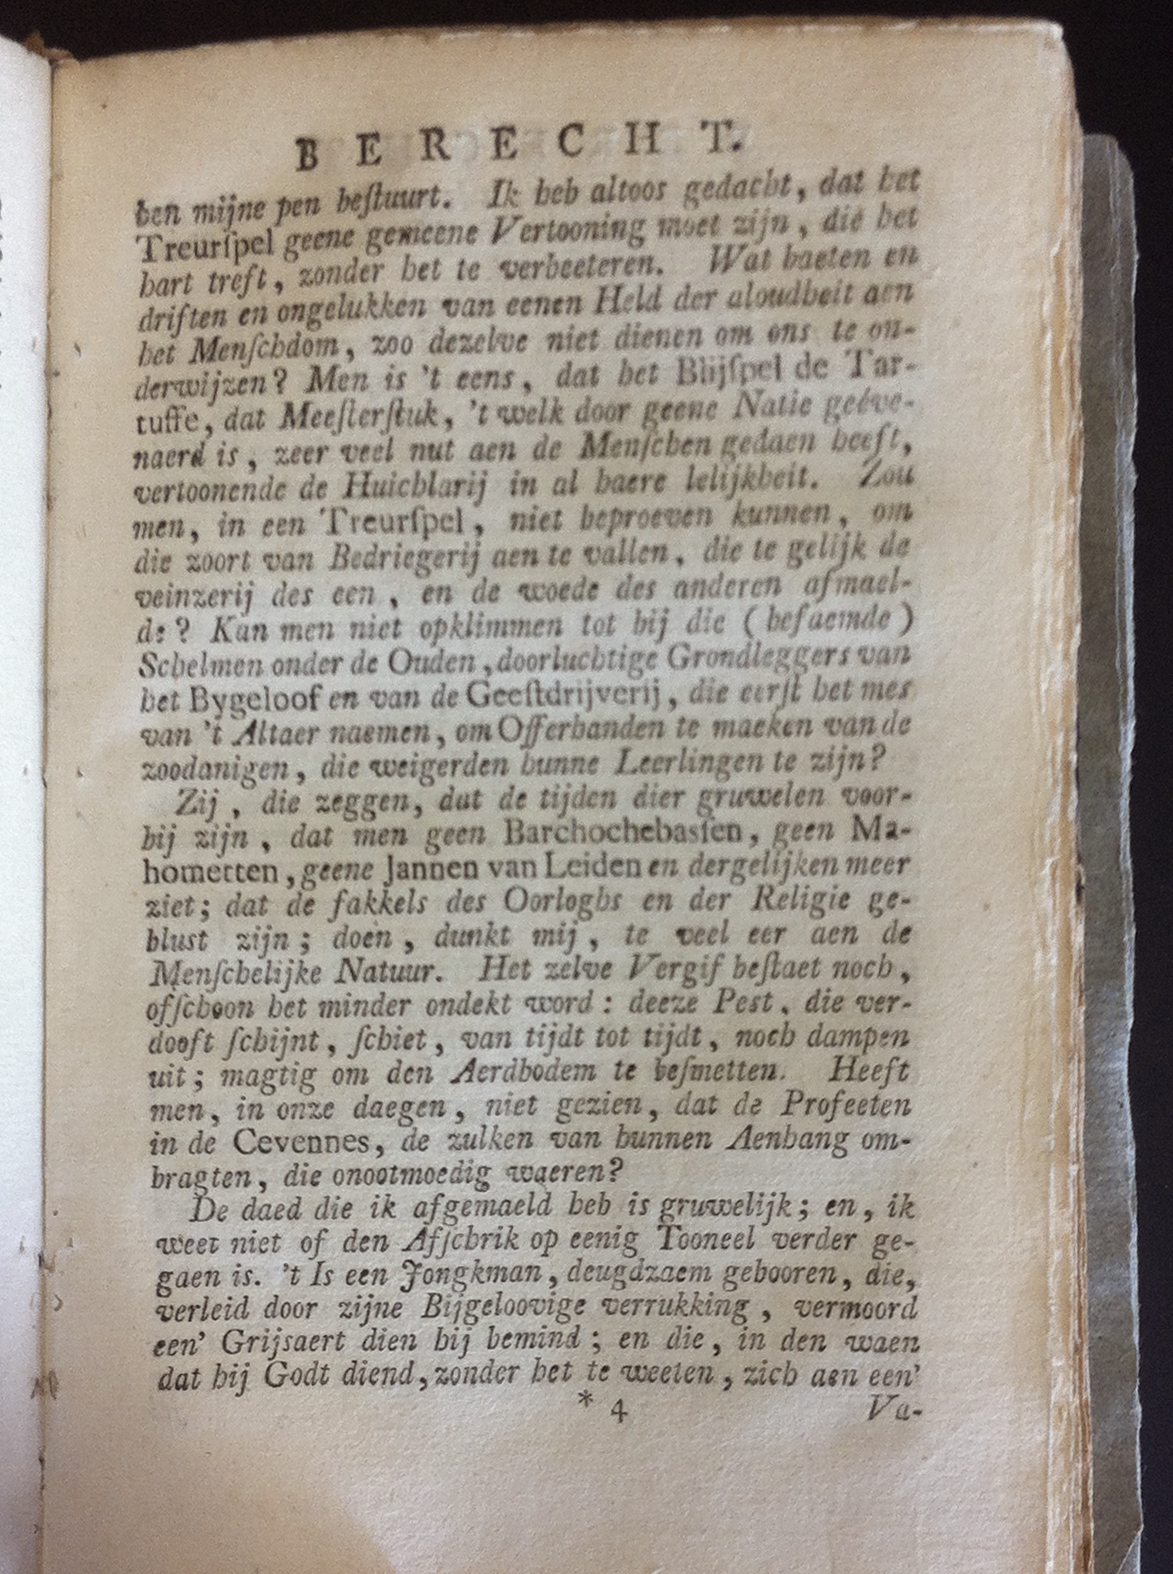 BERECHT.
ben mijne pen beſtuurt. Ik heb altoos gedacht, dat het
Treurſpel geene gemeene Vertooning moet zijn, die het
hart treft, zonder het te verbeeteren. Wat baeten en
driften en ongelukken van eenen Held der aloudheit aen
het Menſchdom, zoo dezelve niet dienen om ons te on-
derwijzen? Men is 't eens, dat het Blijſpel de Tar-
tuffe, dat Meeſterſtuk, 't welk door geene Natie geéve-
naerd is, zeer veel nut aen de Menſchen gedaen heeft,
vertoonende de Huichlarij in al haere lelijkheit. Zou
men, in een Treurſpel, niet beproeven kunnen, om
die zoort van Bedriegerij aen te vallen, die te gelijk de
veinzerij des een, en de woede des anderen afmael-
de? Kan men niet opklimmen tot bij die (befaemde)
Schelmen onder de Ouden, doorluchtige Grondleggers van
het Bygeloof en van de Geeſtdrijverij, die eerſt het mes
van 't Altaer naemen, om Offerhanden te maeken van de
zoodanigen, die weigerden hunne Leerlingen te zijn?
Zij, die zeggen, dat de tijden dier gruwelen voor-
bij zijn, dat men geen Barchochebasſen, geen Ma-
hometten, geene Jannen van Leiden en dergelijken meer
ziet; dat de fakkels des Oorloghs en der Religie ge-
blust zijn; doen, dunkt mij, te veel eer aen de
Menſchelijke Natuur. Het zelve Vergif beſtaet noch,
ofſchoon het minder ondekt word: deeze Pest, die ver-
dooft ſchijnt, ſchiet, van tijdt tot tijdt, noch dampen
uit; magtig om den Aerdbodem te beſmetten. Heeft
men, in onze daegen, niet gezien, dat de Profeeten
in de Cevennes, de zulken van hunnen Aenhang om-
bragten, die onootmoedig waeren?
De daed die ik afgemaeld heb is gruwelijk; en, ik
weet niet of den Afſchrik op eenig Tooneel verder ge-
gaen is. 't Is een Jongkman, deugdzaem gebooren, die,
verleid door zijne Bijgeloovige verrukking, vermoord
een' Grijsaert dien hij bemind; en die, in den waen
dat hij Godt diend, zonder het te weeten, zich aen een'
* 4 Va-